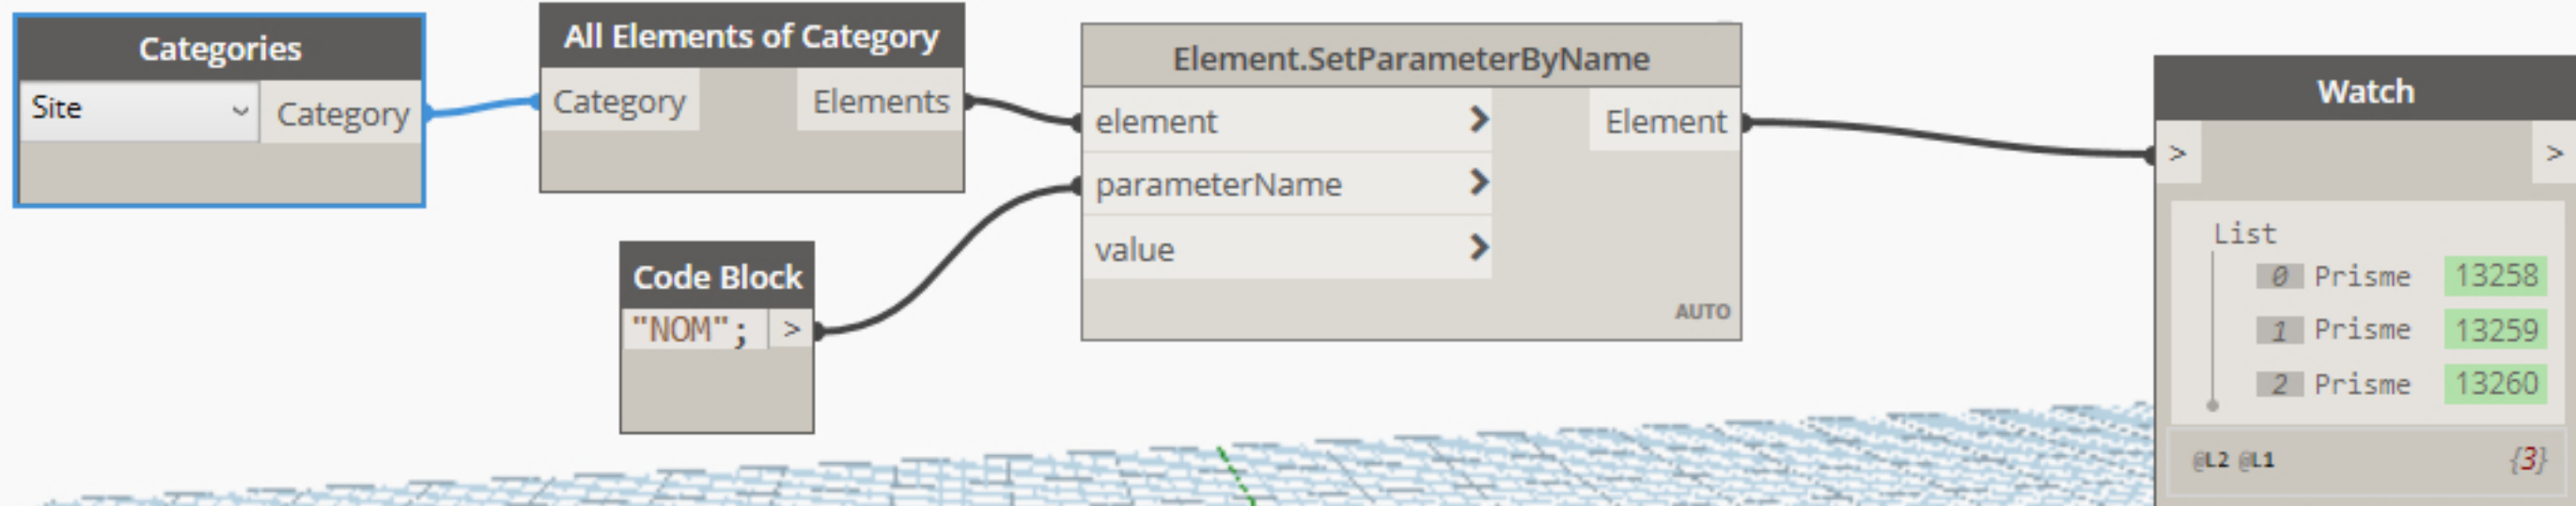 Categories
Site
Category
All Elements of Category
Category
Elements
Code Block
"NOM"; >
Element.SetParameterByName
element
parameterName
value
Element
AUTO
Watch
> >
List
0 Prisme 13258
1 Prisme 13259
2 Prisme 13260
@L2 @L1 {3}